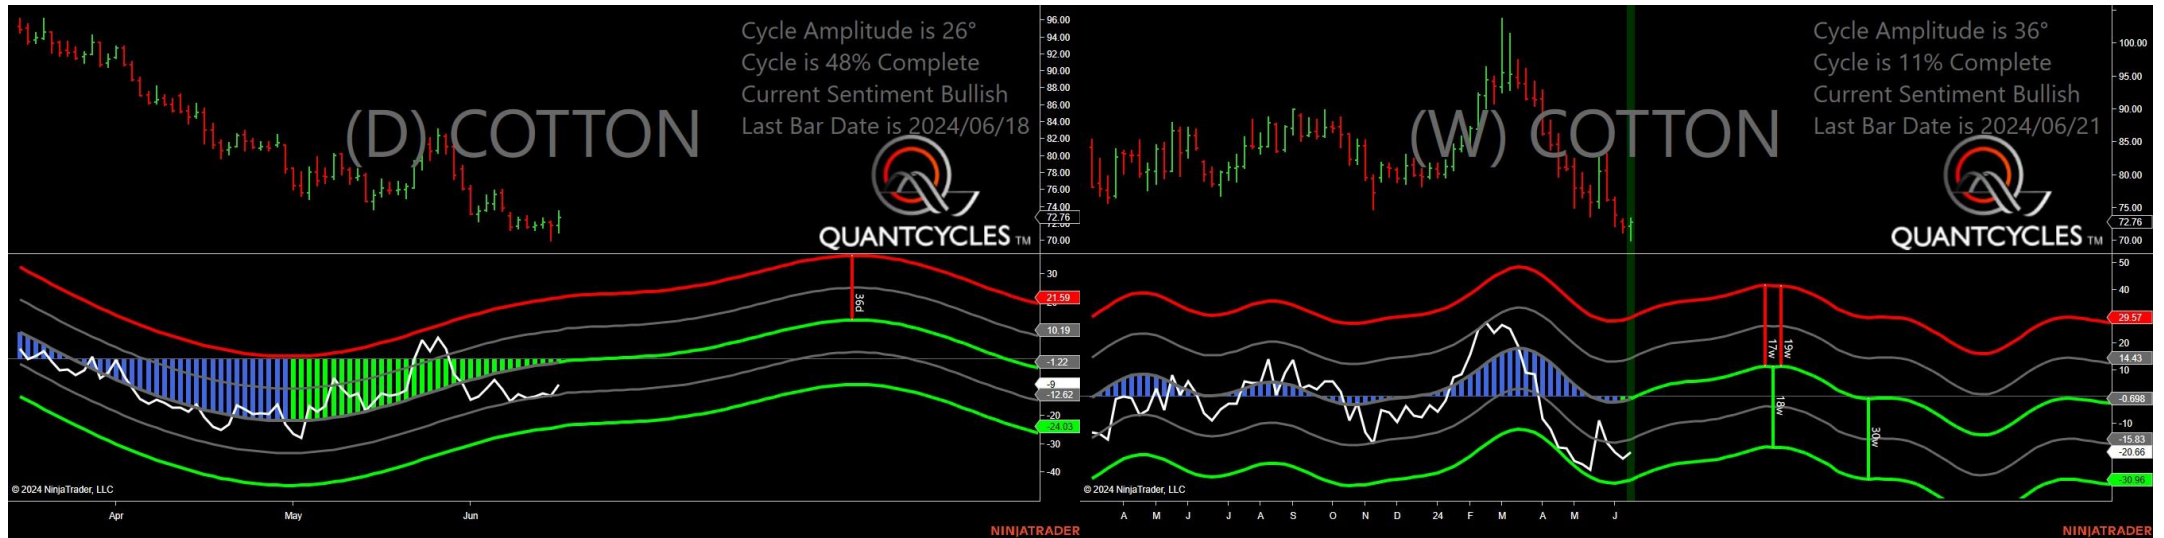 Cycle Amplitude is 26°
Cycle is 48% Complete
Current Sentiment Bullish
Last Bar Date is 2024/06/18
(D) COTTON
QUANTCYCLES TM
96.00
94.00
92.00
90.00
88.00
86.00
84.00
82.00
80.00
78.00
76.00
74.00
72.76
70.00
36d
30
21.59
10.19
-1.22
-9
-12.62
-20
-24.03
-30
-40
© 2024 NinjaTrader, LLC
Apr May Jun
NINJATRADER
Cycle Amplitude is 36°
Cycle is 11% Complete
Current Sentiment Bullish
Last Bar Date is 2024/06/21
(W) COTTON
QUANTCYCLES TM
100.00
95.00
90.00
85.00
80.00
75.00
72.76
70.00
17w
19w
18w
30w
50
40
29.57
20
14.43
10
-0.698
-10
-15.83
-20.66
-30.96
© 2024 NinjaTrader, LLC
A M J J A S O N D 24 F M A M J
NINJATRADER